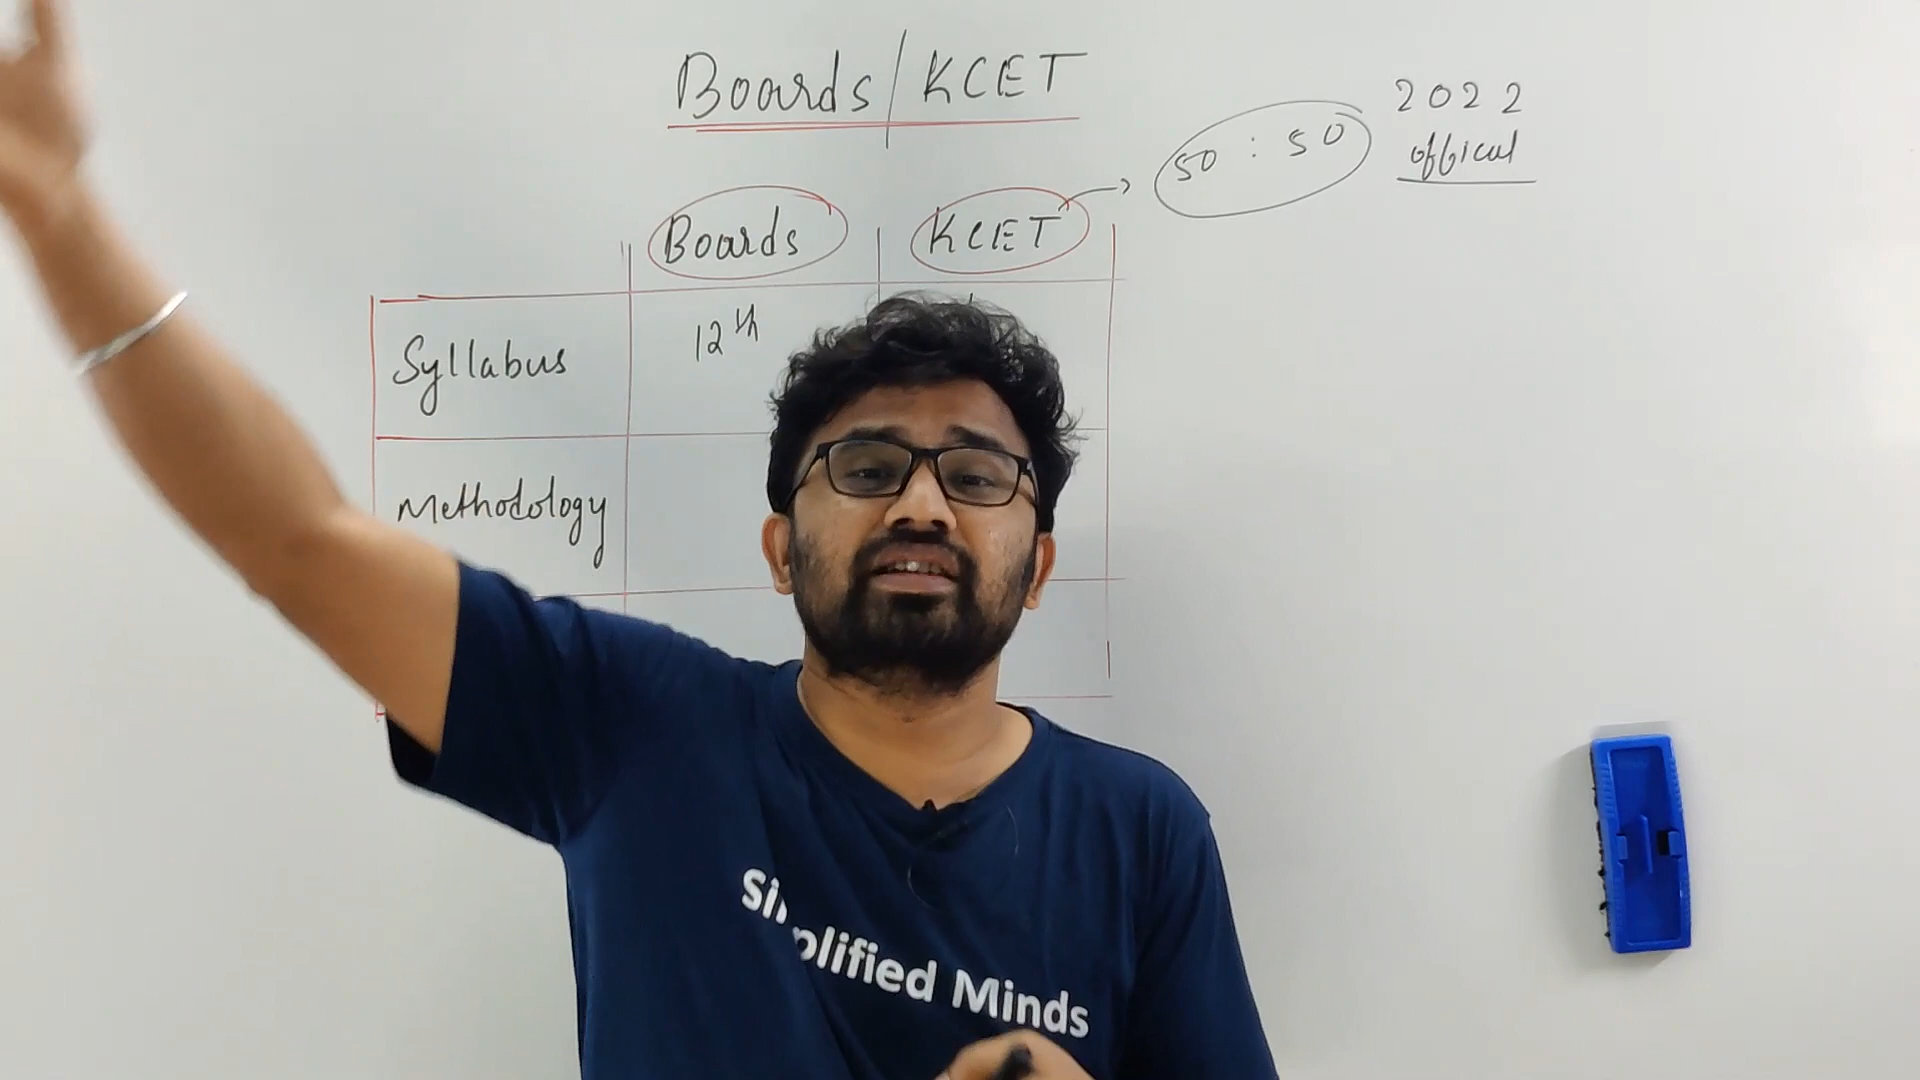 Boards/KCET
50 : 50
2022
offical
Boards
KCET
Syllabus
12th
Methodology
Simplified Minds